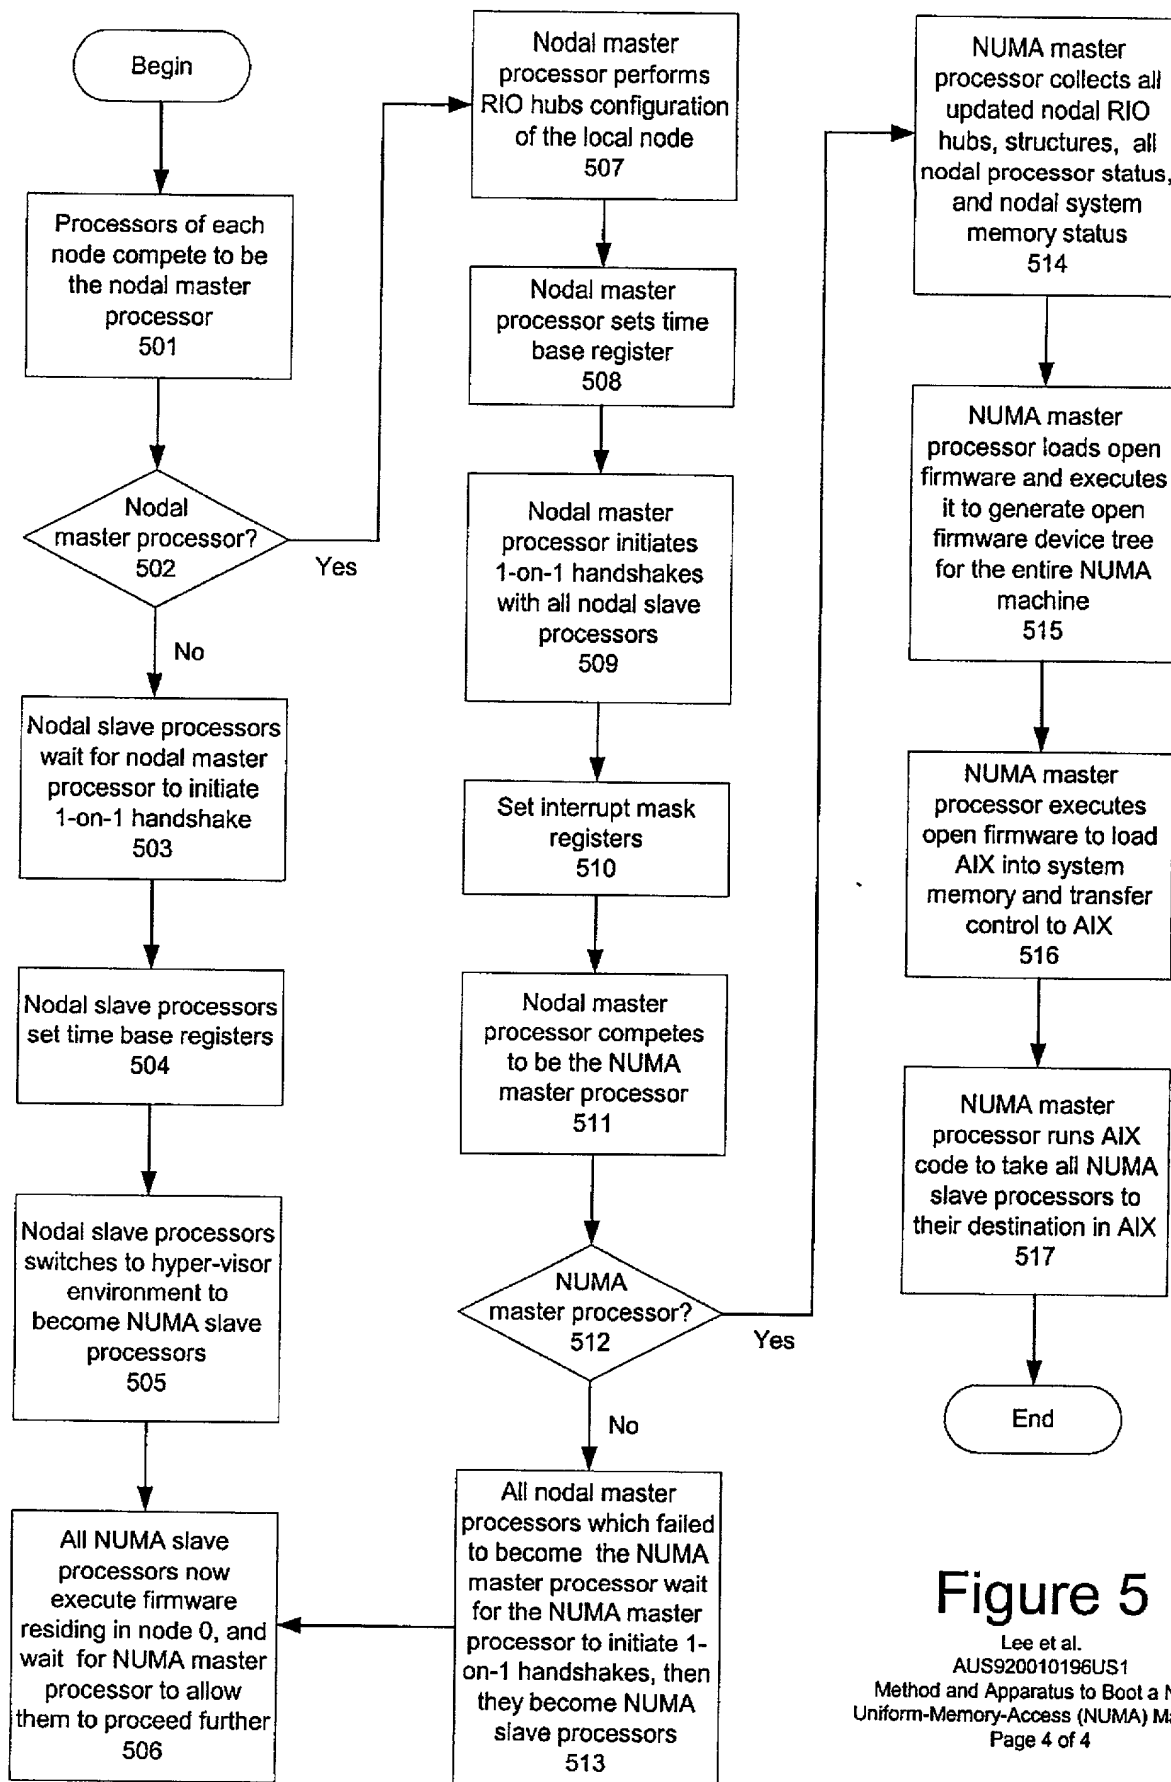 Begin
Processors of each
node compete to be
the nodal master
processor
501
Nodal
master processor?
502
Yes
No
Nodal slave processors
wait for nodal master
processor to initiate
1-on-1 handshake
503
Nodal slave processors
set time base registers
504
Nodal slave processors
switches to hyper-visor
environment to
become NUMA slave
processors
505
All NUMA slave
processors now
execute firmware
residing in node 0, and
wait for NUMA master
processor to allow
them to proceed further
506
Nodal master
processor performs
RIO hubs configuration
of the local node
507
Nodal master
processor sets time
base register
508
Nodal master
processor initiates
1-on-1 handshakes
with all nodal slave
processors
509
Set interrupt mask
registers
510
Nodal master
processor competes
to be the NUMA
master processor
511
NUMA
master processor?
512
Yes
No
All nodal master
processors which failed
to become the NUMA
master processor wait
for the NUMA master
processor to initiate 1-
on-1 handshakes, then
they become NUMA
slave processors
513
NUMA master
processor collects all
updated nodal RIO
hubs, structures, all
nodal processor status,
and nodal system
memory status
514
NUMA master
processor loads open
firmware and executes
it to generate open
firmware device tree
for the entire NUMA
machine
515
NUMA master
processor executes
open firmware to load
AIX into system
memory and transfer
control to AIX
516
NUMA master
processor runs AIX
code to take all NUMA
slave processors to
their destination in AIX
517
End
Figure 5
Lee et al.
AUS920010196US1
Method and Apparatus to Boot a N
Uniform-Memory-Access (NUMA) Ma
Page 4 of 4